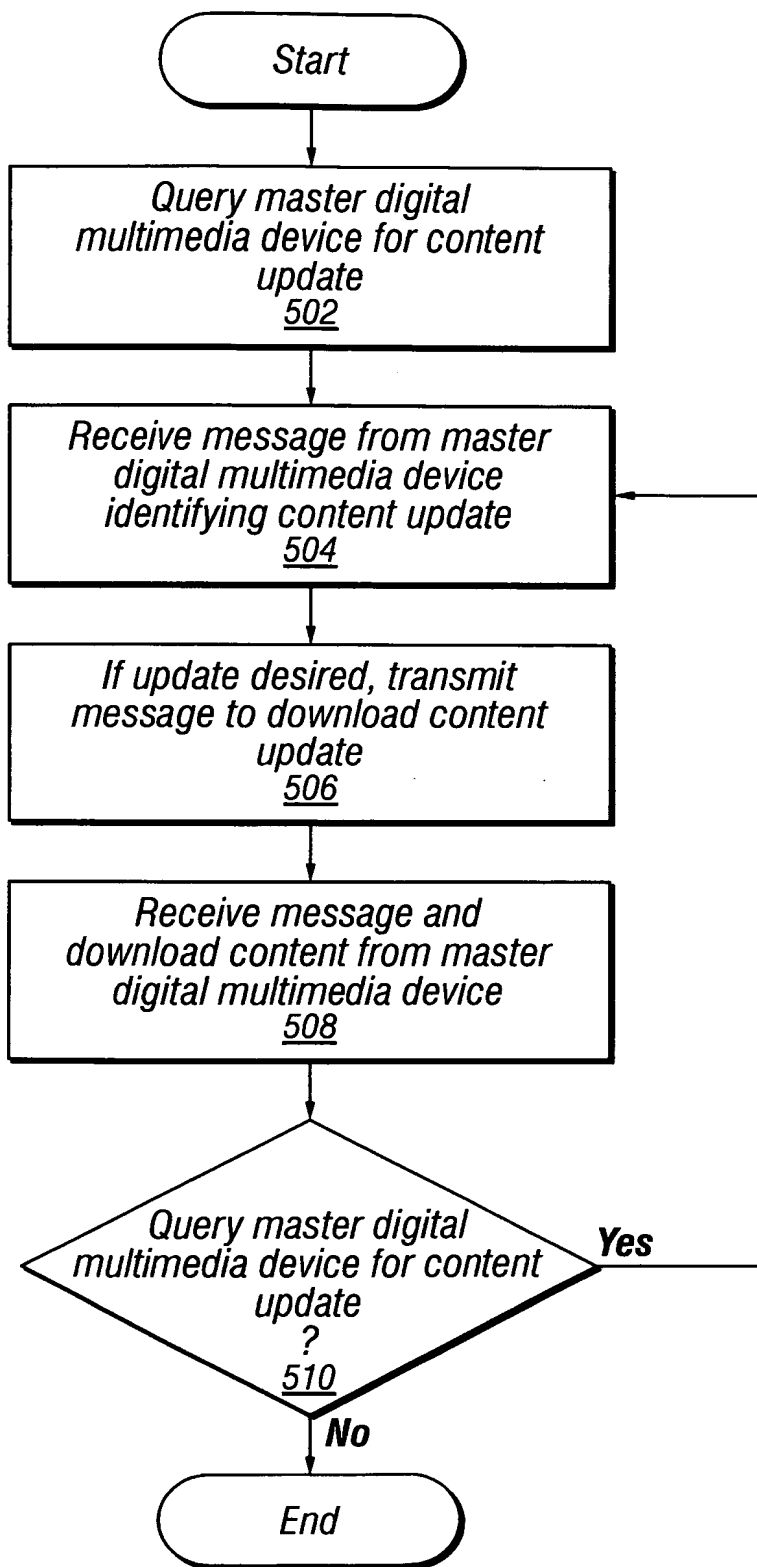 Start
Query master digital
multimedia device for content
update
502
Receive message from master
digital multimedia device
identifying content update
504
If update desired, transmit
message to download content
update
506
Receive message and
download content from master
digital multimedia device
508
Query master digital
multimedia device for content
update
?
510
Yes
No
End